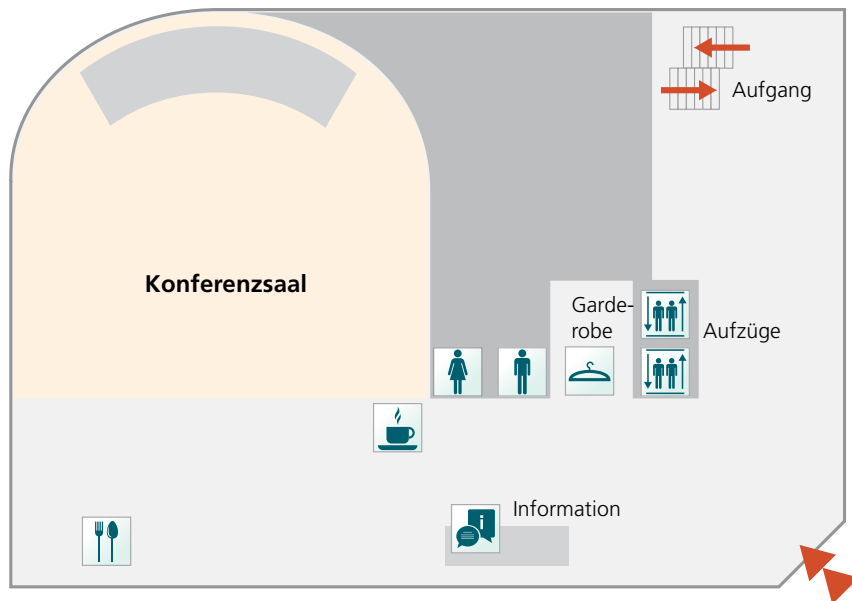 Aufgang
Konferenzsaal
Garde-
robe
Aufzüge
Information
i